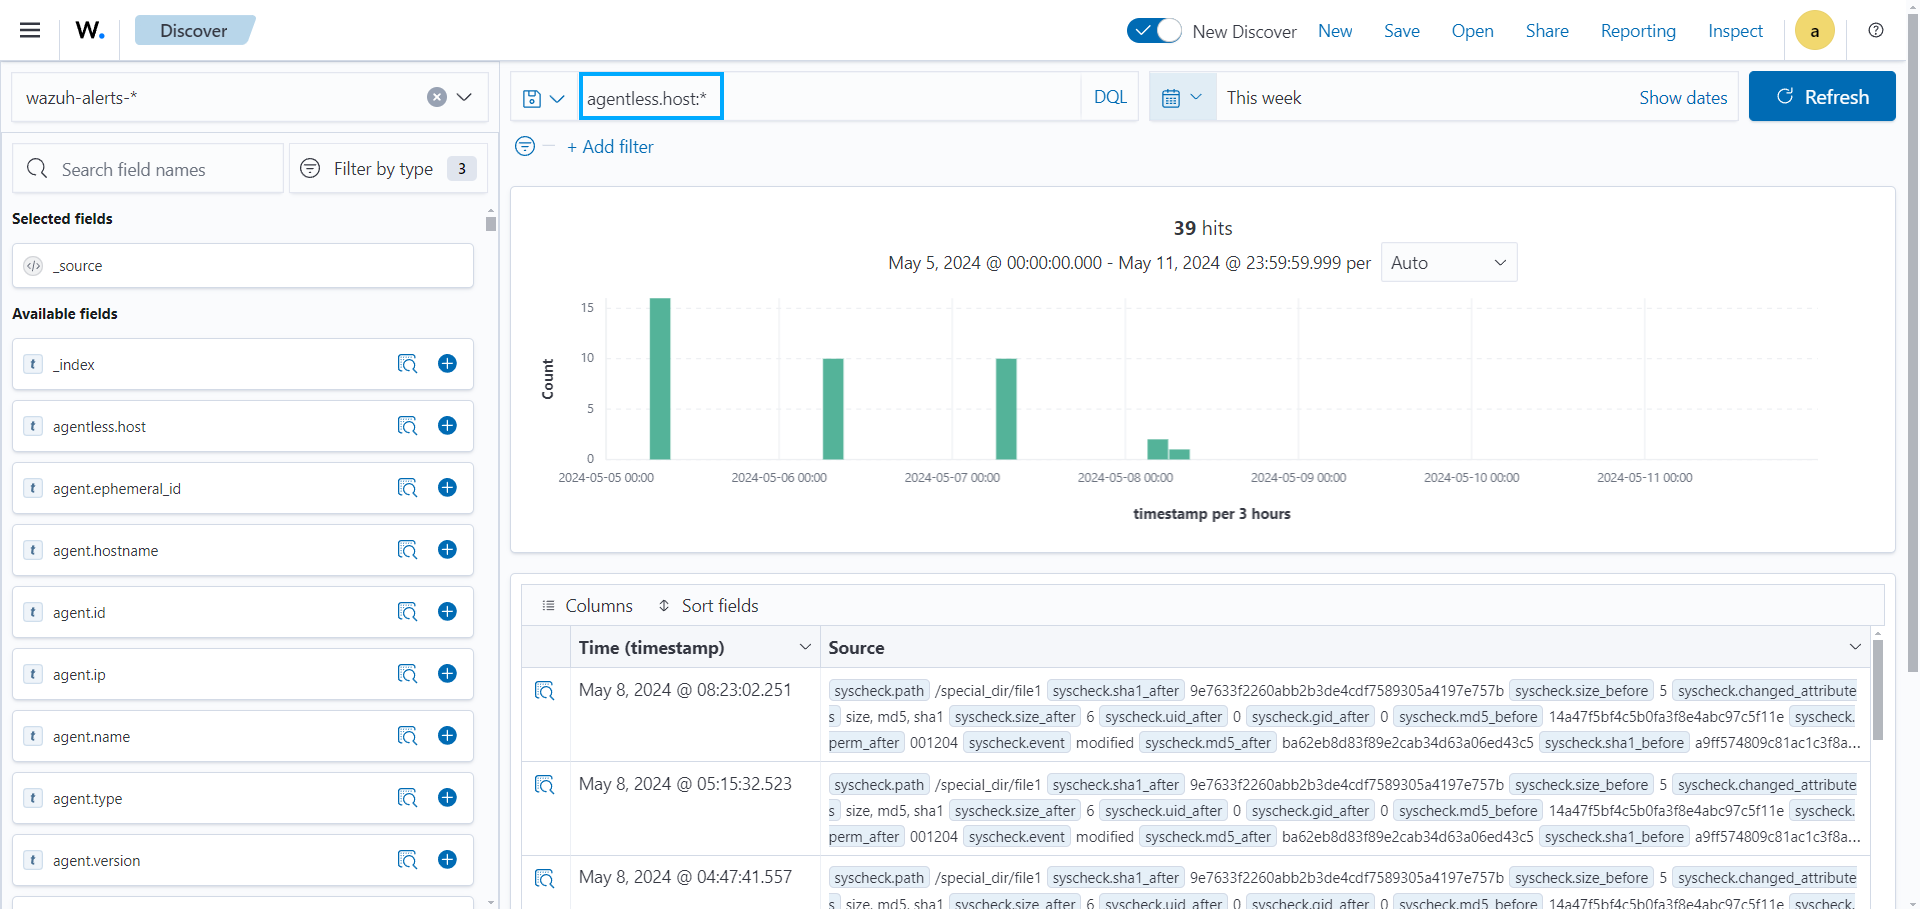 W. Discover New Discover New Save Open Share Reporting Inspect a
wazuh-alerts-*
agentless.host:* DQL This week Show dates Refresh
+ Add filter
Search field names Filter by type 3
Selected fields
_source
Available fields
t _index
t agentless.host
t agent.ephemeral_id
t agent.hostname
t agent.id
t agent.ip
t agent.name
t agent.type
t agent.version
39 hits
May 5, 2024 @ 00:00:00.000 - May 11, 2024 @ 23:59:59.999 per Auto
Count
15
10
5
0
2024-05-05 00:00 2024-05-06 00:00 2024-05-07 00:00 2024-05-08 00:00 2024-05-09 00:00 2024-05-10 00:00 2024-05-11 00:00
timestamp per 3 hours
Columns Sort fields
Time (timestamp) Source
May 8, 2024 @ 08:23:02.251 syscheck.path /special_dir/file1 syscheck.sha1_after 9e7633f2260abb2b3de4cdf7589305a4197e757b syscheck.size_before 5 syscheck.changed_attribute
s size, md5, sha1 syscheck.size_after 6 syscheck.uid_after 0 syscheck.gid_after 0 syscheck.md5_before 14a47f5bf4c5b0fa3f8e4abc97c5f11e syscheck.
perm_after 001204 syscheck.event modified syscheck.md5_after ba62eb8d83f89e2cab34d63a06ed43c5 syscheck.sha1_before a9ff574809c81ac1c3f8a...
May 8, 2024 @ 05:15:32.523 syscheck.path /special_dir/file1 syscheck.sha1_after 9e7633f2260abb2b3de4cdf7589305a4197e757b syscheck.size_before 5 syscheck.changed_attribute
s size, md5, sha1 syscheck.size_after 6 syscheck.uid_after 0 syscheck.gid_after 0 syscheck.md5_before 14a47f5bf4c5b0fa3f8e4abc97c5f11e syscheck.
perm_after 001204 syscheck.event modified syscheck.md5_after ba62eb8d83f89e2cab34d63a06ed43c5 syscheck.sha1_before a9ff574809c81ac1c3f8a...
May 8, 2024 @ 04:47:41.557 syscheck.path /special_dir/file1 syscheck.sha1_after 9e7633f2260abb2b3de4cdf7589305a4197e757b syscheck.size_before 5 syscheck.changed_attribute
s size, md5, sha1 syscheck.size_after 6 syscheck.uid_after 0 syscheck.gid_after 0 syscheck.md5_before 14a47f5bf4c5b0fa3f8e4abc97c5f11e syscheck.